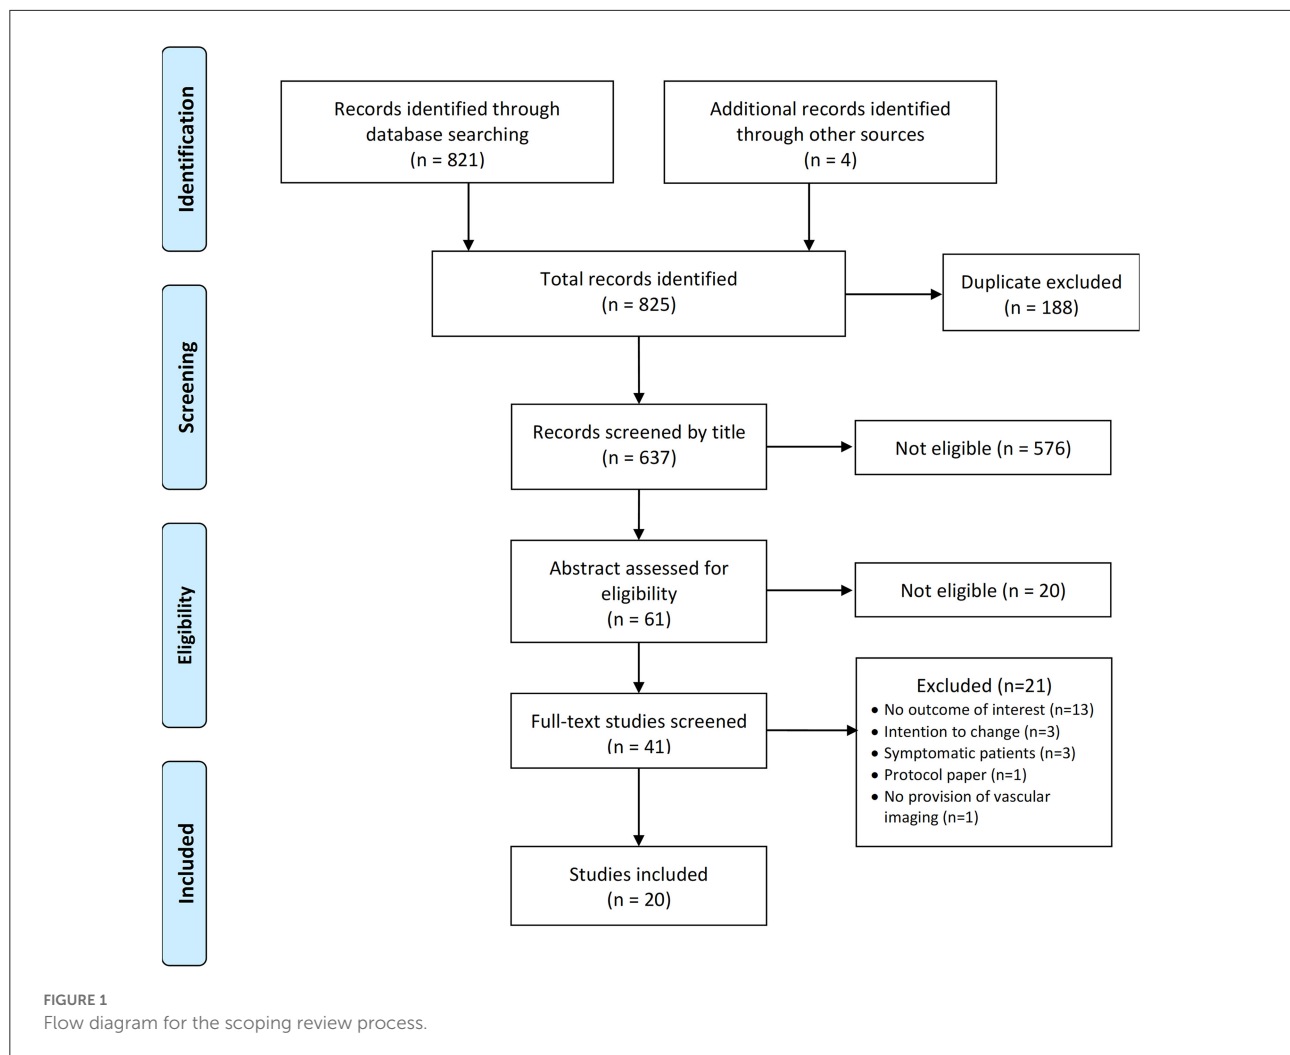 Identification
Records identified through
database searching
(n = 821)
Additional records identified
through other sources
(n = 4)
Total records identified
(n = 825)
Duplicate excluded
(n = 188)
Screening
Records screened by title
(n = 637)
Not eligible (n = 576)
Eligibility
Abstract assessed for
eligibility
(n = 61)
Not eligible (n = 20)
Full-text studies screened
(n = 41)
Excluded (n=21)
• No outcome of interest (n=13)
• Intention to change (n=3)
• Symptomatic patients (n=3)
• Protocol paper (n=1)
• No provision of vascular
imaging (n=1)
Included
Studies included
(n = 20)
FIGURE 1
Flow diagram for the scoping review process.